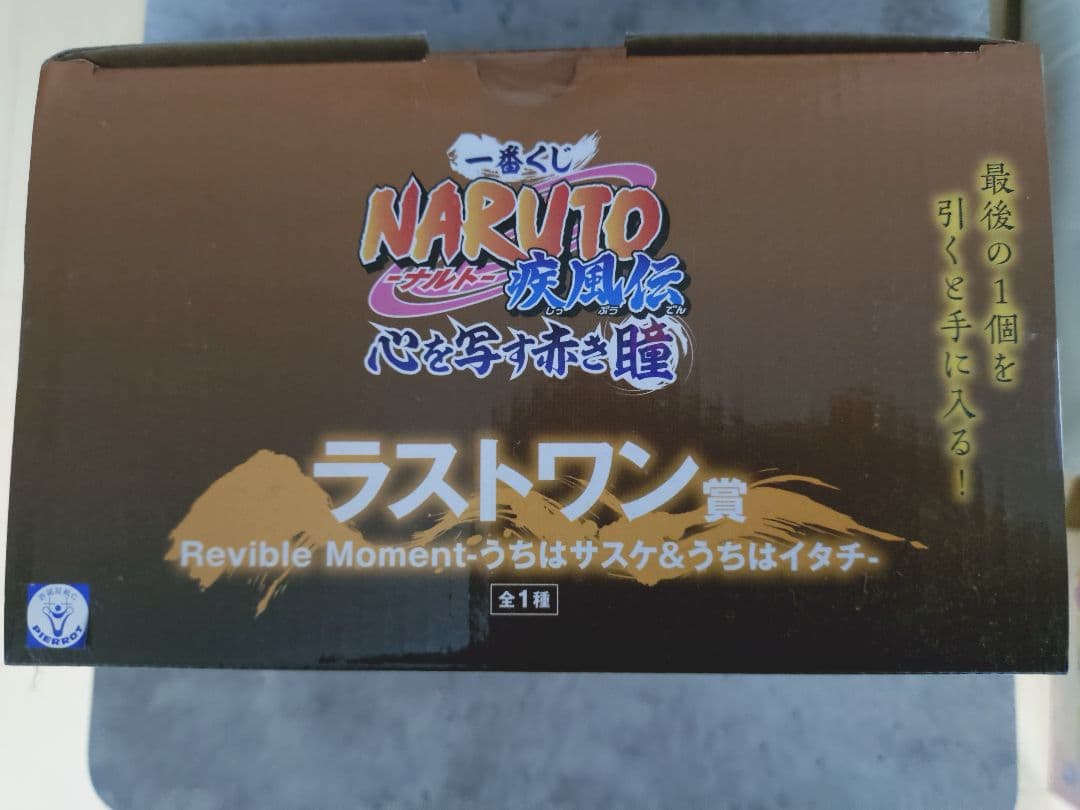 一番くじ
NARUTO
-ナルト-
疾風伝
しっ ぷう でん
心を写す赤き瞳
最後の1個を
引くと手に入る!
ラストワン賞
Revible Moment-うちはサスケ&うちはイタチ-
全1種
PIERROT